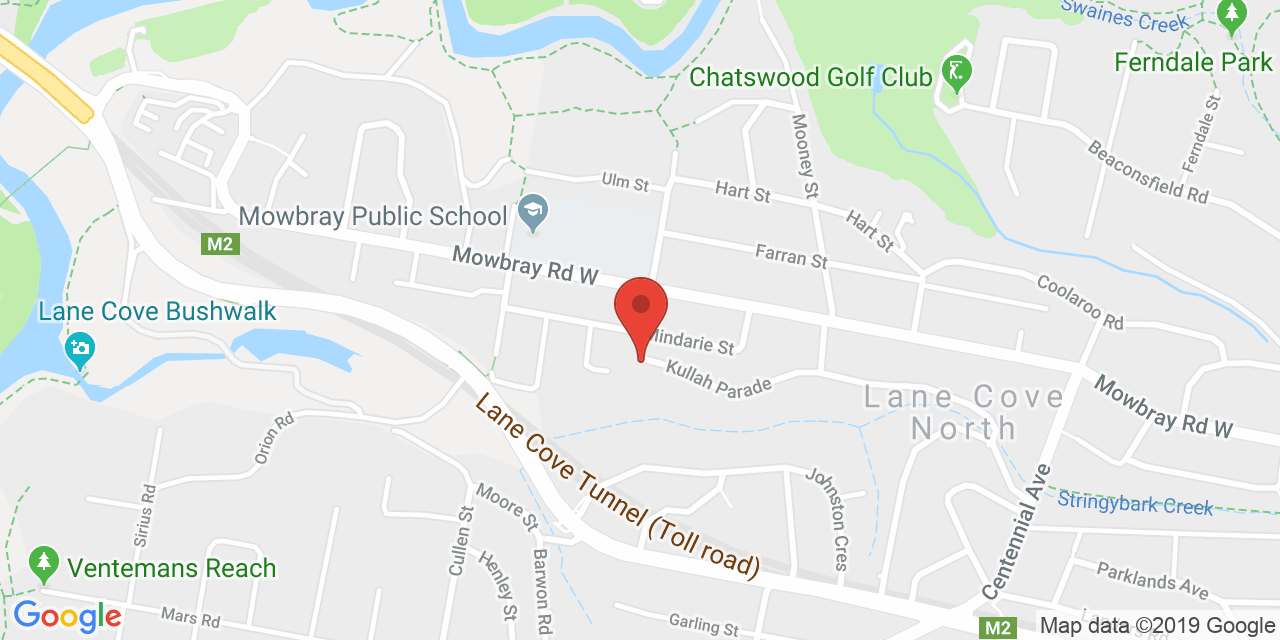 Swaines Creek
Ferndale Park
Chatswood Golf Club
Ferndale St
Mooney St
Beaconsfield Rd
Ulm St
Hart St
Mowbray Public School
Hart St
M2
Mowbray Rd W
Farran St
Coolaroo Rd
Lane Cove Bushwalk
Mindarie St
Kullah Parade
Lane Cove
North
Mowbray Rd W
Orion Rd
Lane Cove Tunnel (Toll road)
Sirius Rd
Moore St
Cullen St
Johnston Cres
Centennial Ave
Stringybark Creek
Henley St
Barwon Rd
Ventemans Reach
Parklands Ave
Mars Rd
Garling St
Google
M2
Map data ©2019 Google